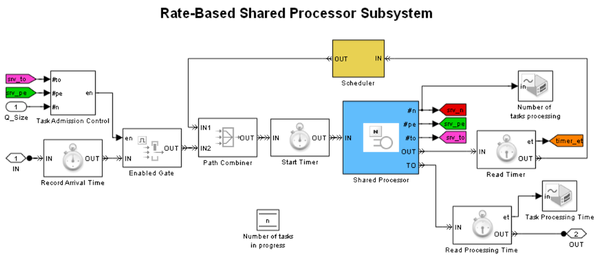 Rate-Based Shared Processor Subsystem
OUT IN
Scheduler
srv_to
srv_pe
1
Q_Size
#to
#pe
#n
en
Task Admission Control
in
Number of
tasks processing
#n
#pe
#to
OUT
TO
srv_n
srv_pe
srv_to
1
IN
IN OUT
Record Arrival Time
en
IN OUT
Enabled Gate
IN1
IN2
OUT
Path Combiner
IN OUT
Start Timer
IN
N
Shared Processor
IN
et
OUT
Read Timer
timer_et
n
Number of tasks
in progress
IN
et
OUT
Read Processing Time
in
Task Processing Time
2
OUT